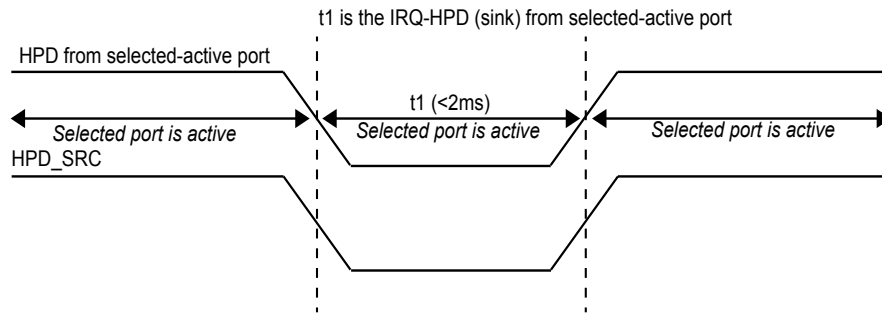 t1 is the IRQ-HPD (sink) from selected-active port
HPD from selected-active port
t1 (<2ms)
Selected port is active
Selected port is active
Selected port is active
HPD_SRC